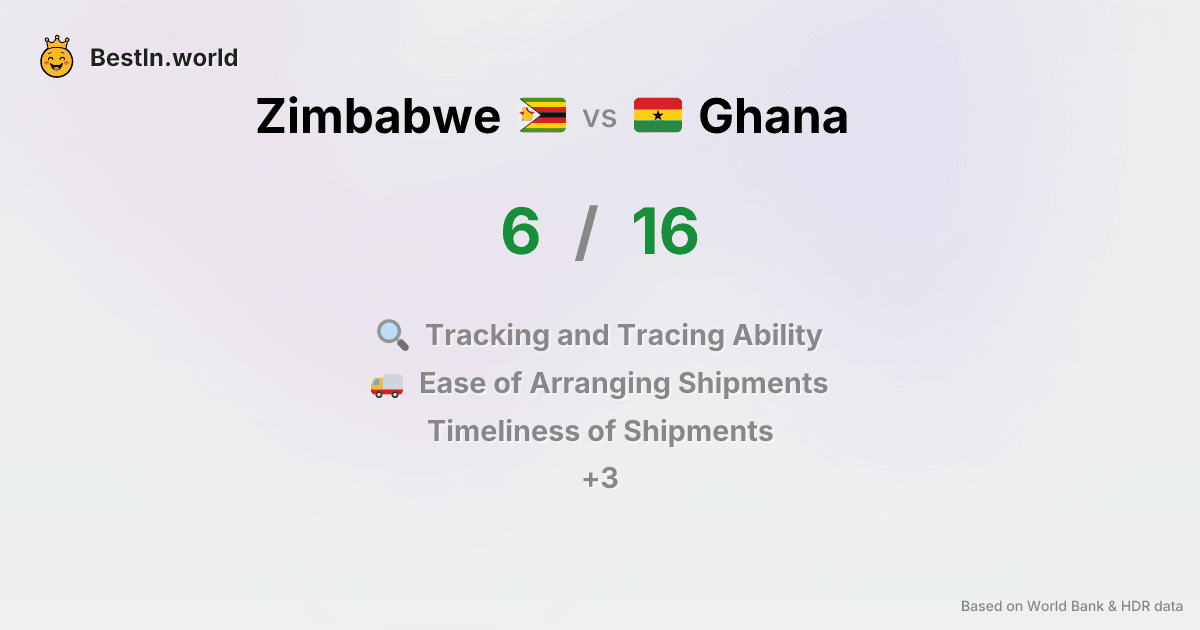 BestIn.world
Zimbabwe vs Ghana
6 / 16
Tracking and Tracing Ability
Ease of Arranging Shipments
Timeliness of Shipments
+3
Based on World Bank & HDR data